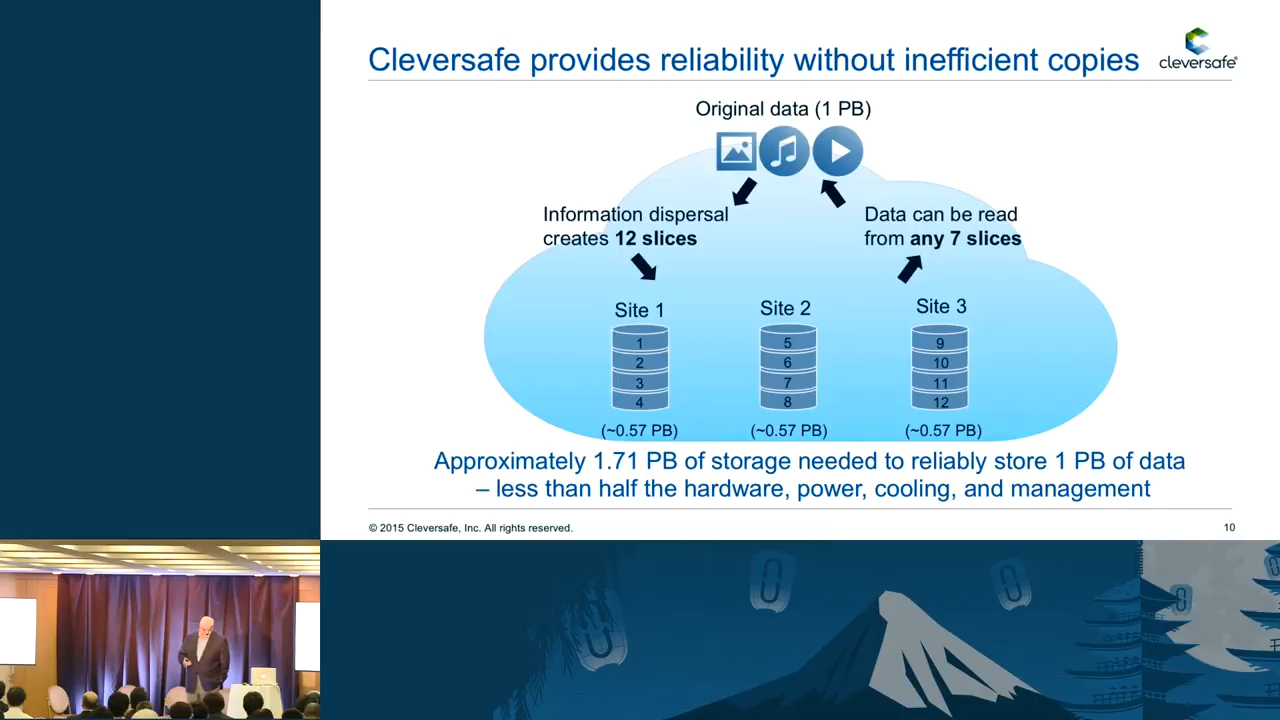 Cleversafe provides reliability without inefficient copies
cleversafe®
Original data (1 PB)
Information dispersal
creates 12 slices
Data can be read
from any 7 slices
Site 1
Site 2
Site 3
1
2
3
4
5
6
7
8
9
10
11
12
(~0.57 PB)
(~0.57 PB)
(~0.57 PB)
Approximately 1.71 PB of storage needed to reliably store 1 PB of data
– less than half the hardware, power, cooling, and management
© 2015 Cleversafe, Inc. All rights reserved.
10